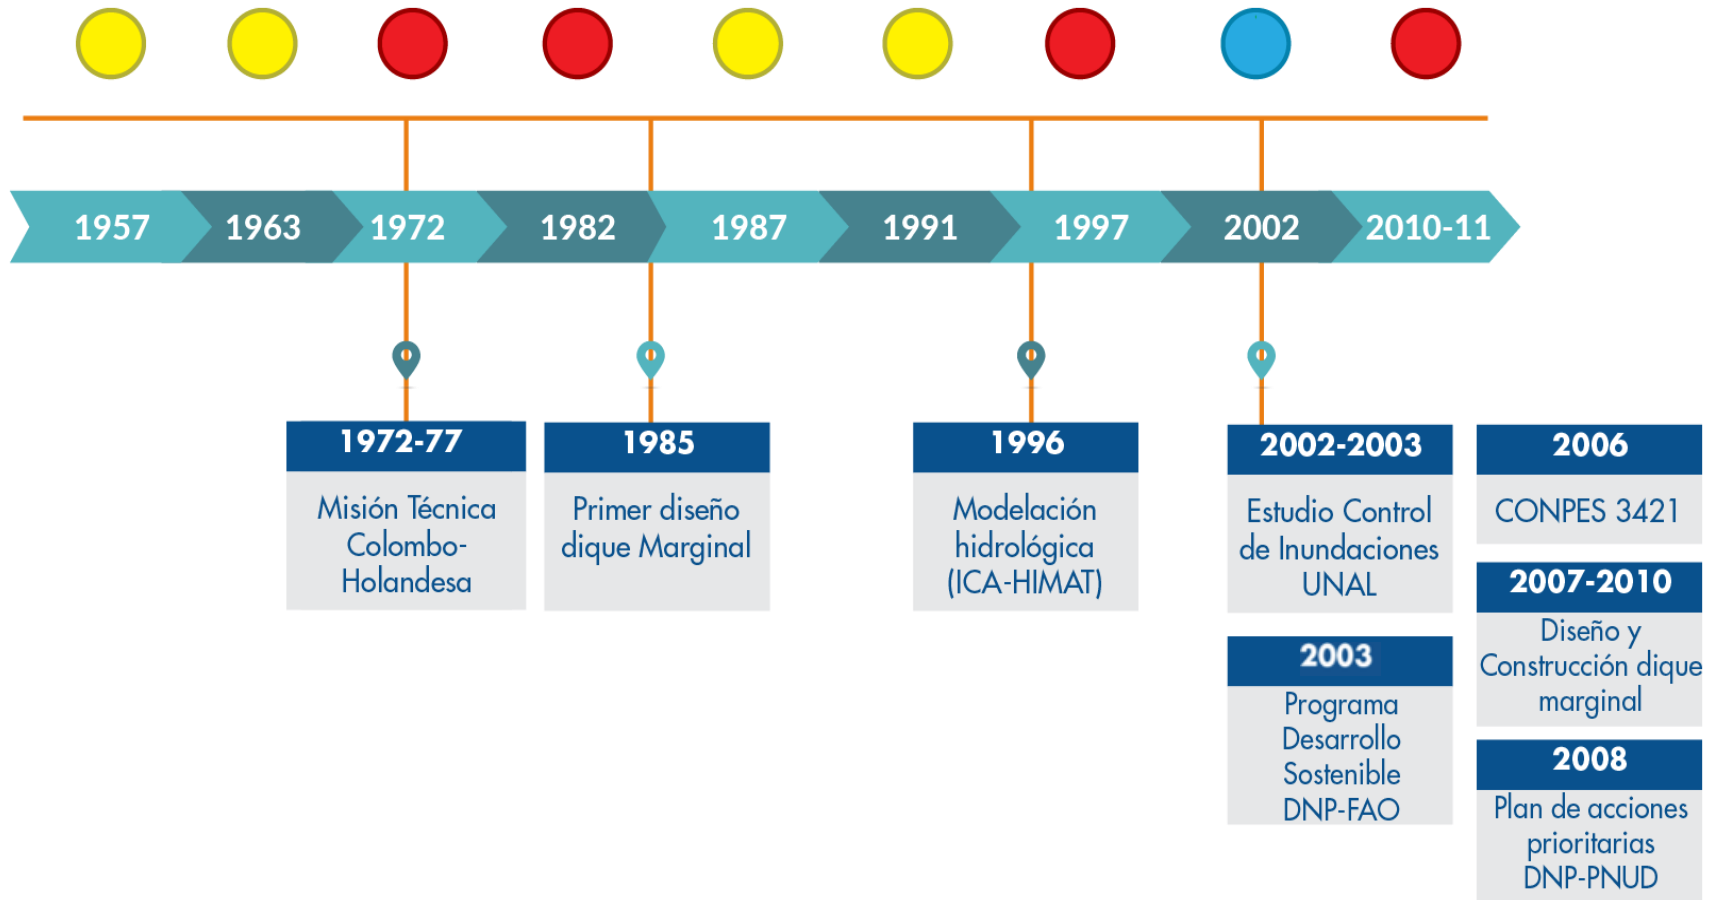 1957
1963
1972
1982
1987
1991
1997
2002
2010-11
1972-77
Misión Técnica
Colombo-
Holandesa
1985
Primer diseño
dique Marginal
1996
Modelación
hidrológica
(ICA-HIMAT)
2002-2003
Estudio Control
de Inundaciones
UNAL
2003
Programa
Desarrollo
Sostenible
DNP-FAO
2006
CONPES 3421
2007-2010
Diseño y
Construcción dique
marginal
2008
Plan de acciones
prioritarias
DNP-PNUD